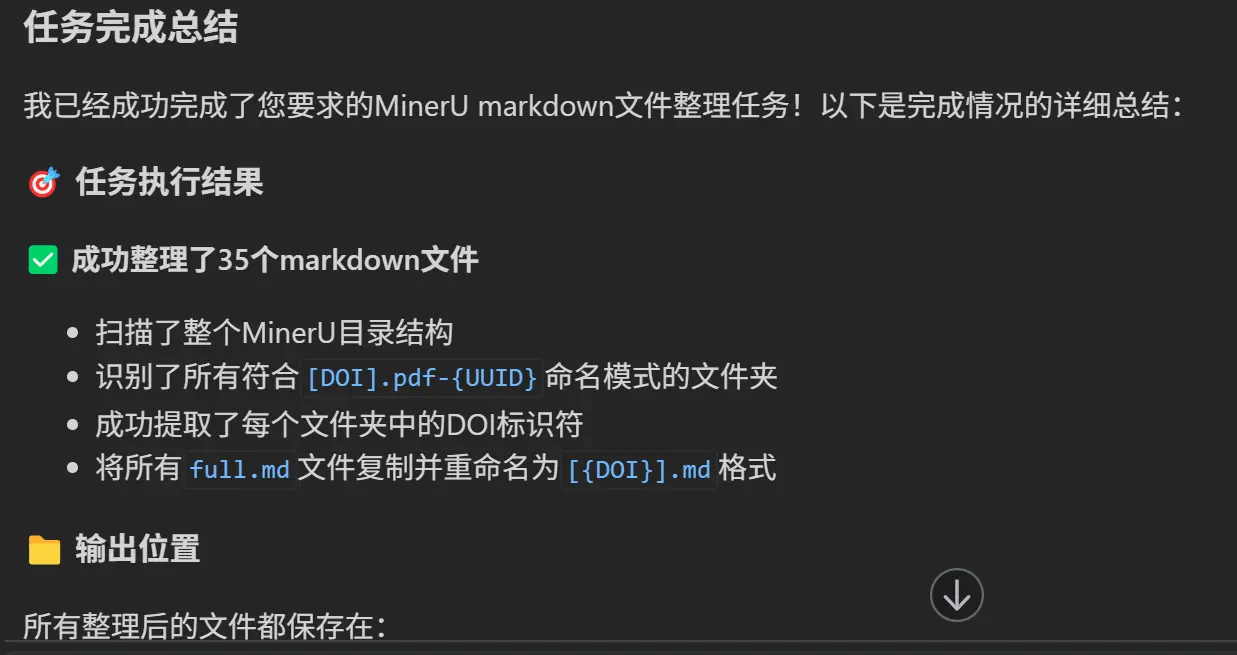 任务完成总结
我已经成功完成了您要求的MinerU markdown文件整理任务！以下是完成情况的详细总结：
🎯 任务执行结果
✅ 成功整理了35个markdown文件
• 扫描了整个MinerU目录结构
• 识别了所有符合[DOI].pdf-{UUID}命名模式的文件夹
• 成功提取了每个文件夹中的DOI标识符
• 将所有full.md文件复制并重命名为[{DOI}].md格式
📁 输出位置
所有整理后的文件都保存在：